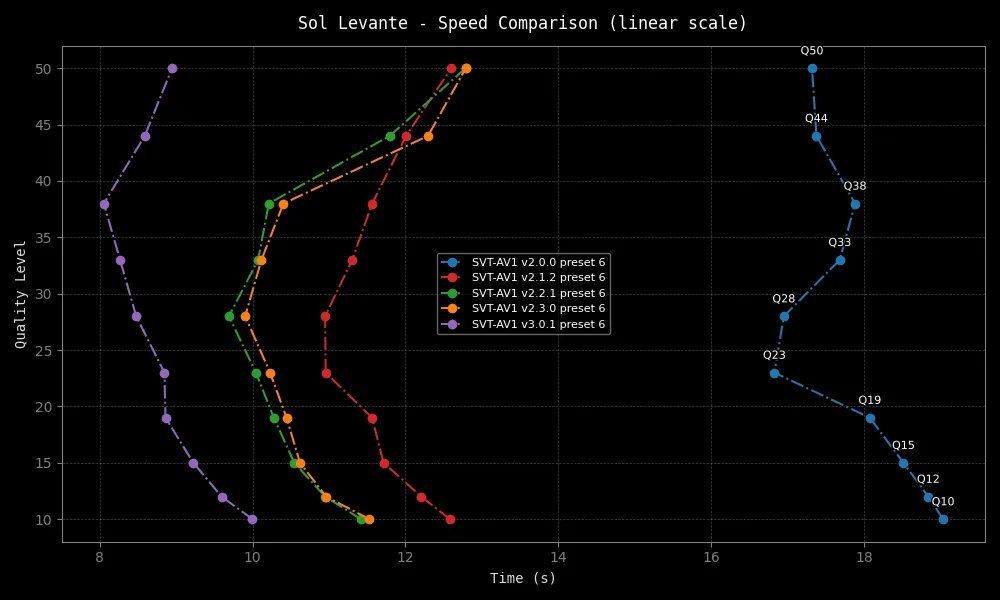 Sol Levante - Speed Comparison (linear scale)
Quality Level
50
45
40
35
30
25
20
15
10
Q50
Q44
Q38
Q33
Q28
Q23
Q19
Q15
Q12
Q10
SVT-AV1 v2.0.0 preset 6
SVT-AV1 v2.1.2 preset 6
SVT-AV1 v2.2.1 preset 6
SVT-AV1 v2.3.0 preset 6
SVT-AV1 v3.0.1 preset 6
8 10 12 14 16 18
Time (s)